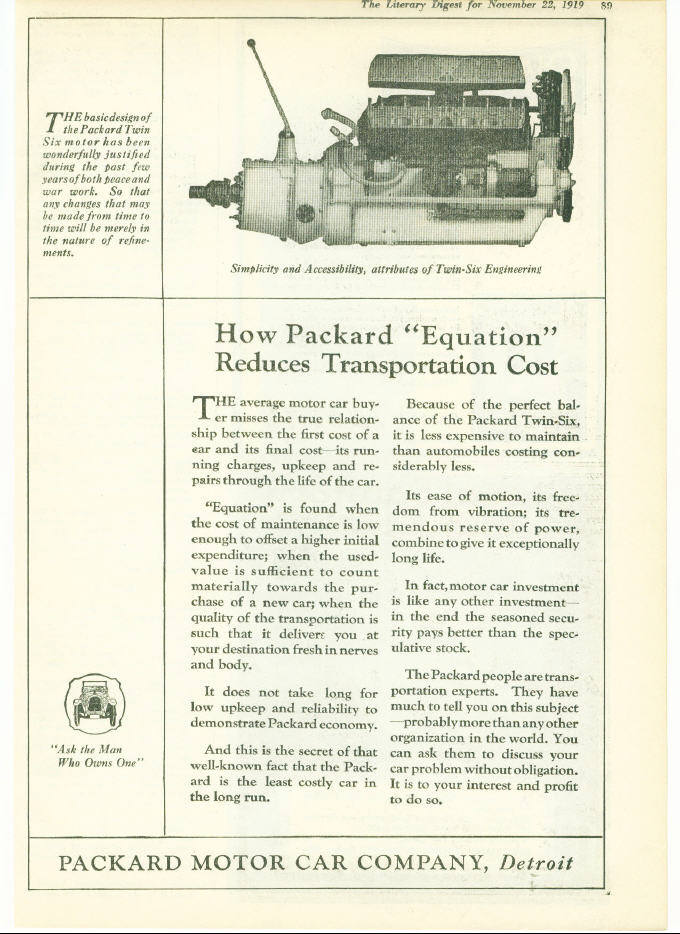 The Literary Digest for November 22, 1919 89
THE basic design of
the Packard Twin
Six motor has been
wonderfully justified
during the past few
years of both peace and
war work. So that
any changes that may
be made from time to
time will be merely in
the nature of refine-
ments.
Simplicity and Accessibility, attributes of Twin-Six Engineering
How Packard "Equation"
Reduces Transportation Cost
THE average motor car buy-
er misses the true relation-
ship between the first cost of a
car and its final cost—its run-
ning charges, upkeep and re-
pairs through the life of the car.
"Equation" is found when
the cost of maintenance is low
enough to offset a higher initial
expenditure; when the used-
value is sufficient to count
materially towards the pur-
chase of a new car; when the
quality of the transportation is
such that it delivers you at
your destination fresh in nerves
and body.
It does not take long for
low upkeep and reliability to
demonstrate Packard economy.
And this is the secret of that
well-known fact that the Pack-
ard is the least costly car in
the long run.
Because of the perfect bal-
ance of the Packard Twin-Six,
it is less expensive to maintain
than automobiles costing con-
siderably less.
Its ease of motion, its free-
dom from vibration; its tre-
mendous reserve of power,
combine to give it exceptionally
long life.
In fact, motor car investment
is like any other investment—
in the end the seasoned secu-
rity pays better than the spec-
ulative stock.
The Packard people are trans-
portation experts. They have
much to tell you on this subject
—probably more than any other
organization in the world. You
can ask them to discuss your
car problem without obligation.
It is to your interest and profit
to do so.
"Ask the Man
Who Owns One"
PACKARD MOTOR CAR COMPANY, Detroit